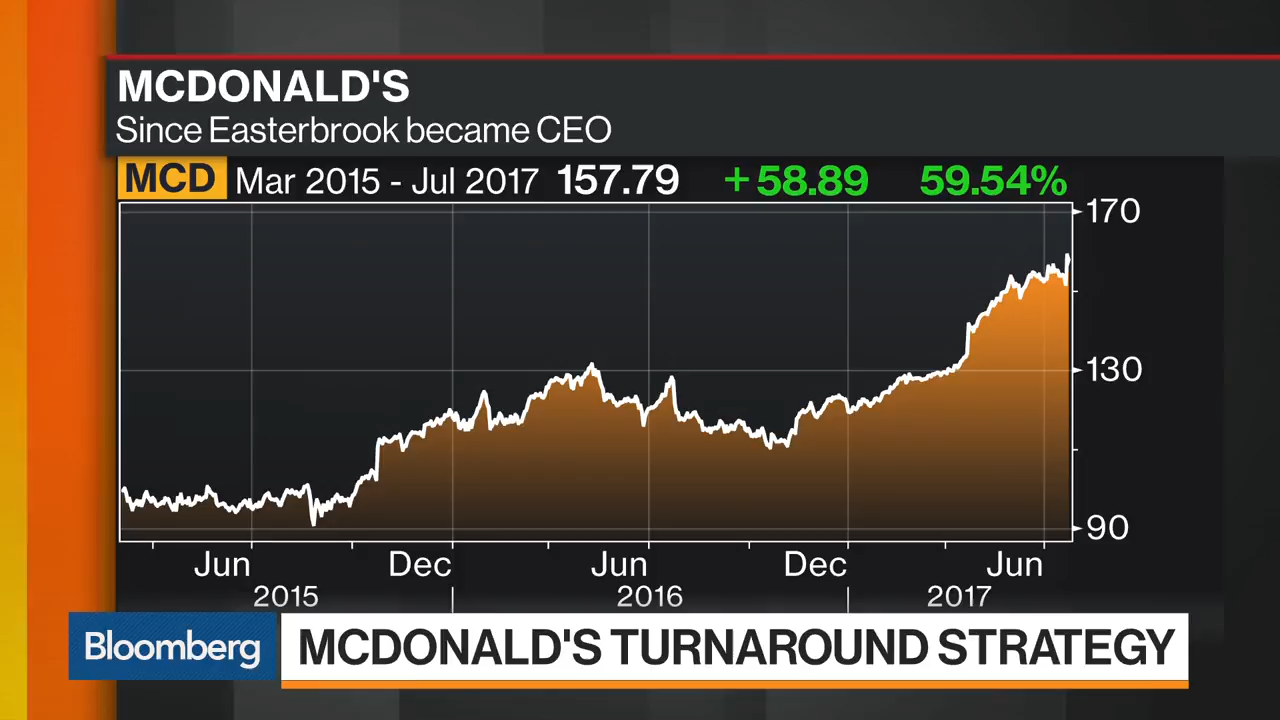 MCDONALD'S
Since Easterbrook became CEO
MCD Mar 2015 - Jul 2017 157.79 +58.89 59.54%
170
130
90
Jun Dec Jun Dec Jun
2015 2016 2017
Bloomberg MCDONALD'S TURNAROUND STRATEGY